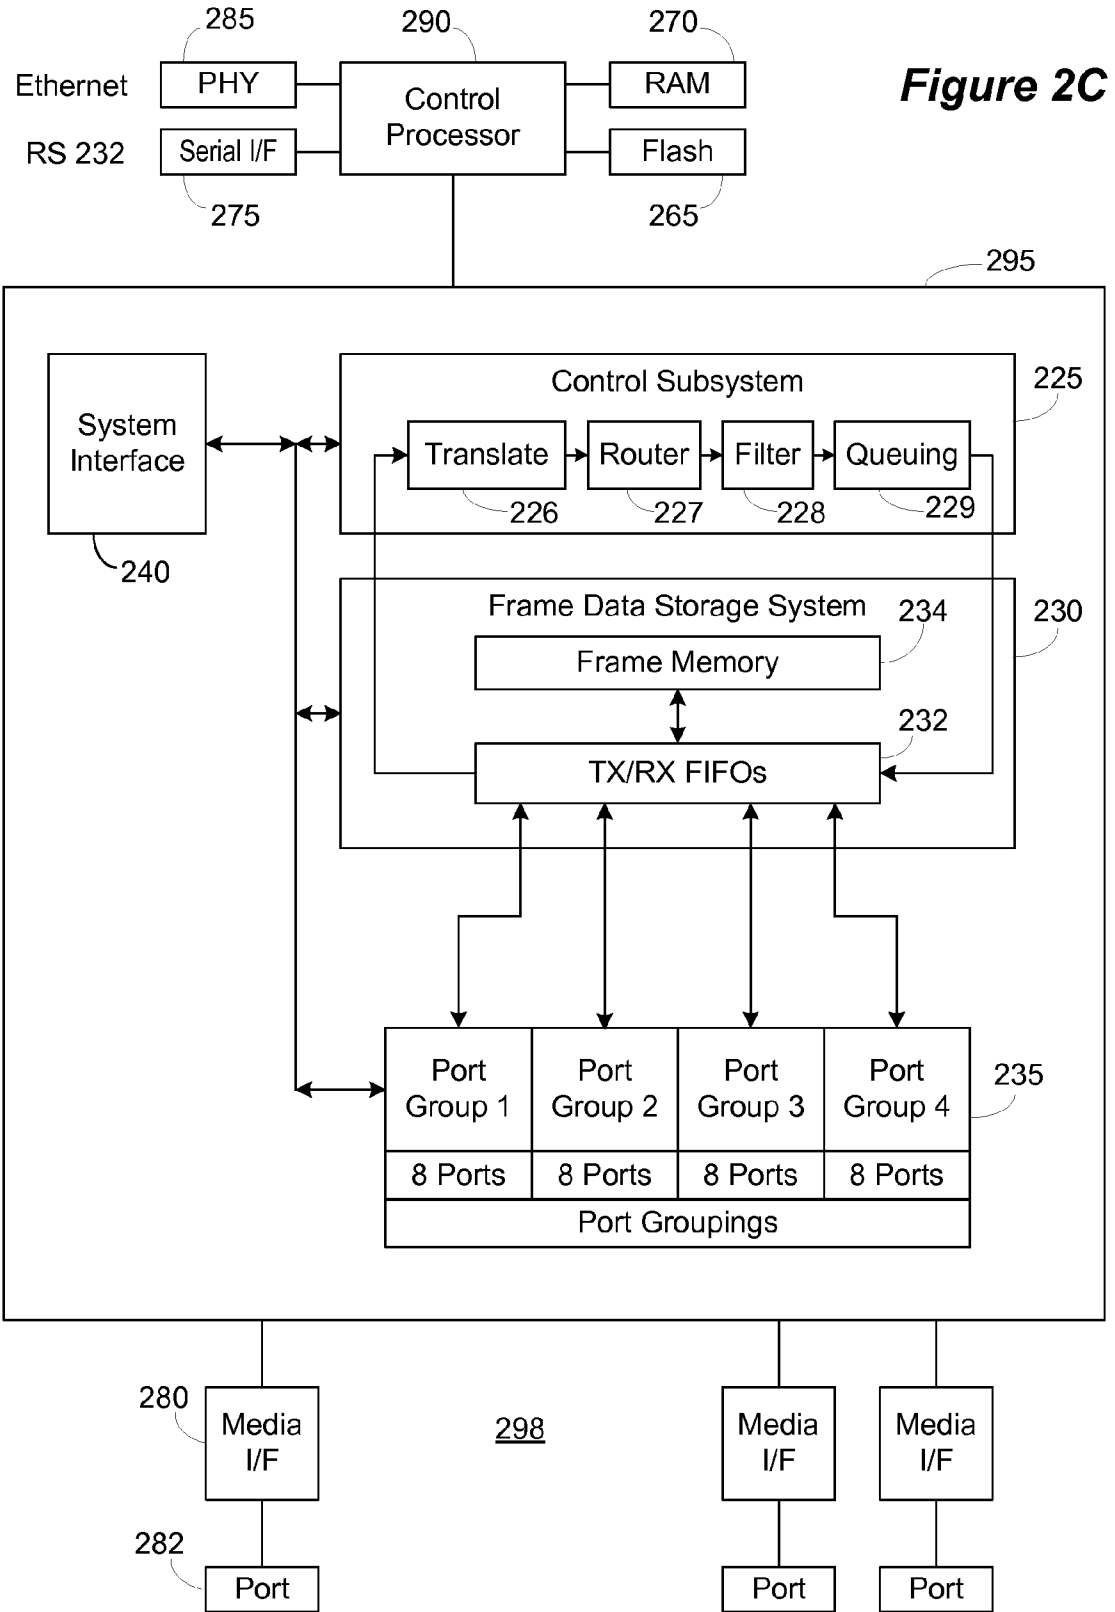 285
290
270
Ethernet
PHY
Control
Processor
RAM
Figure 2C
RS 232
Serial I/F
Flash
275
265
295
System
Interface
240
Control Subsystem
225
Translate
Router
Filter
Queuing
226
227
228
229
Frame Data Storage System
234
230
Frame Memory
232
TX/RX FIFOs
Port
Group 1
Port
Group 2
Port
Group 3
Port
Group 4
235
8 Ports
8 Ports
8 Ports
8 Ports
Port Groupings
280
Media
I/F
298
Media
I/F
Media
I/F
282
Port
Port
Port